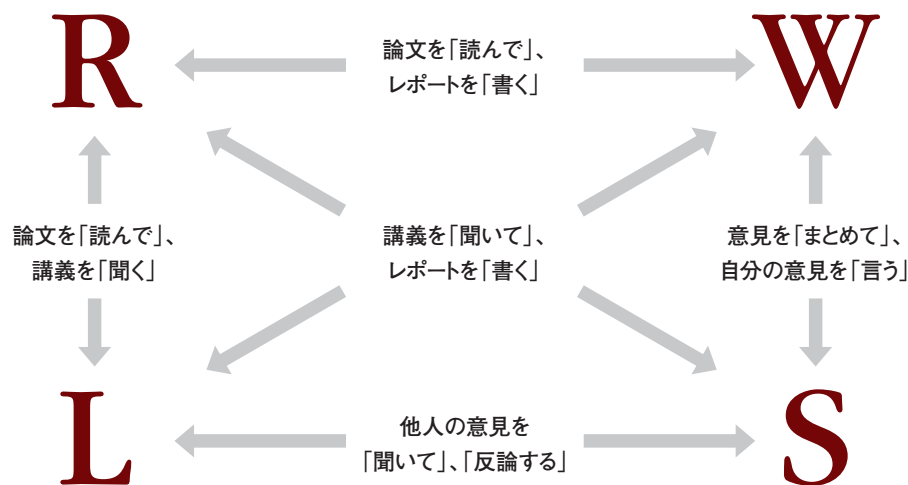 R
論文を「読んで」、
レポートを「書く」
W
論文を「読んで」、
講義を「聞く」
講義を「聞いて」、
レポートを「書く」
意見を「まとめて」、
自分の意見を「言う」
L
他人の意見を
「聞いて」、「反論する」
S